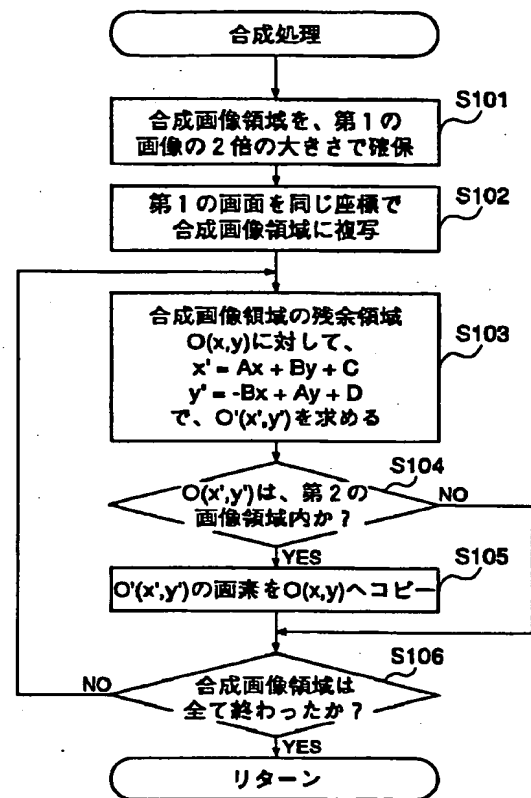 合成処理
S101
合成画像領域を、第1の
画像の2倍の大きさで確保
S102
第1の画面を同じ座標で
合成画像領域に複写
S103
合成画像領域の残余領域
O(x,y)に対して、
x' = Ax + By + C
y' = -Bx + Ay + D
で、O'(x',y')を求める
S104
O(x',y')は、第2の
画像領域内か?
NO
YES
S105
O'(x',y')の画素をO(x,y)へコピー
S106
NO
合成画像領域は
全て終わったか?
YES
リターン